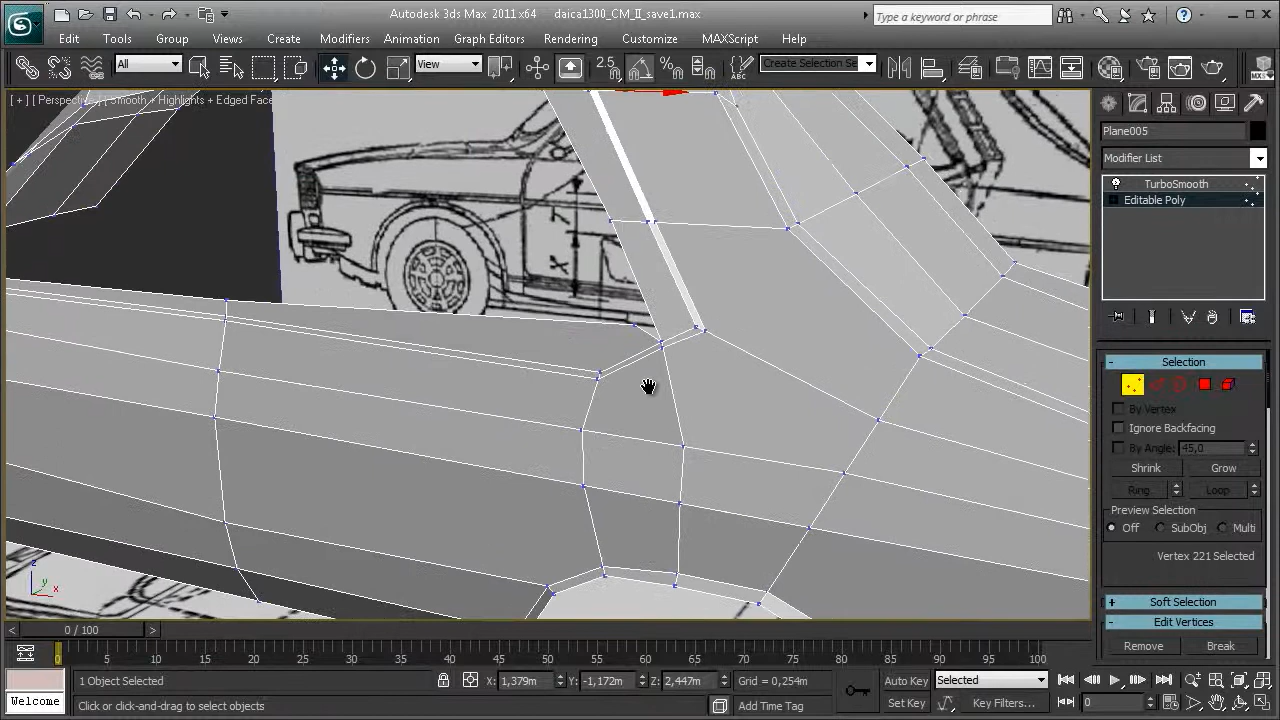 Autodesk 3ds Max 2011 x64 daica1300_CM_II_save1.max
Type a keyword or phrase
Edit Tools Group Views Create Modifiers Animation Graph Editors Rendering Customize MAXScript Help
All View 2.5 Create Selection Se
[ + ] [ Perspective ] [ Smooth + Highlights + Edged Face
Plane005
Modifier List
TurboSmooth
Editable Poly
- Selection
By Vertex
Ignore Backfacing
By Angle: 45,0
Shrink Grow
Ring Loop
Preview Selection
Off SubObj Multi
Vertex 221 Selected
+ Soft Selection
- Edit Vertices
Remove Break
X
z
y
x
< 0 / 100 >
0 5 10 15 20 25 30 35 40 45 50 55 60 65 70 75 80 85 90 95 100
1 Object Selected X: 1,379m Y: -1,172m Z: 2,447m Grid = 0,254m Auto Key Selected
Welcome Click or click-and-drag to select objects Add Time Tag Set Key Key Filters... 0